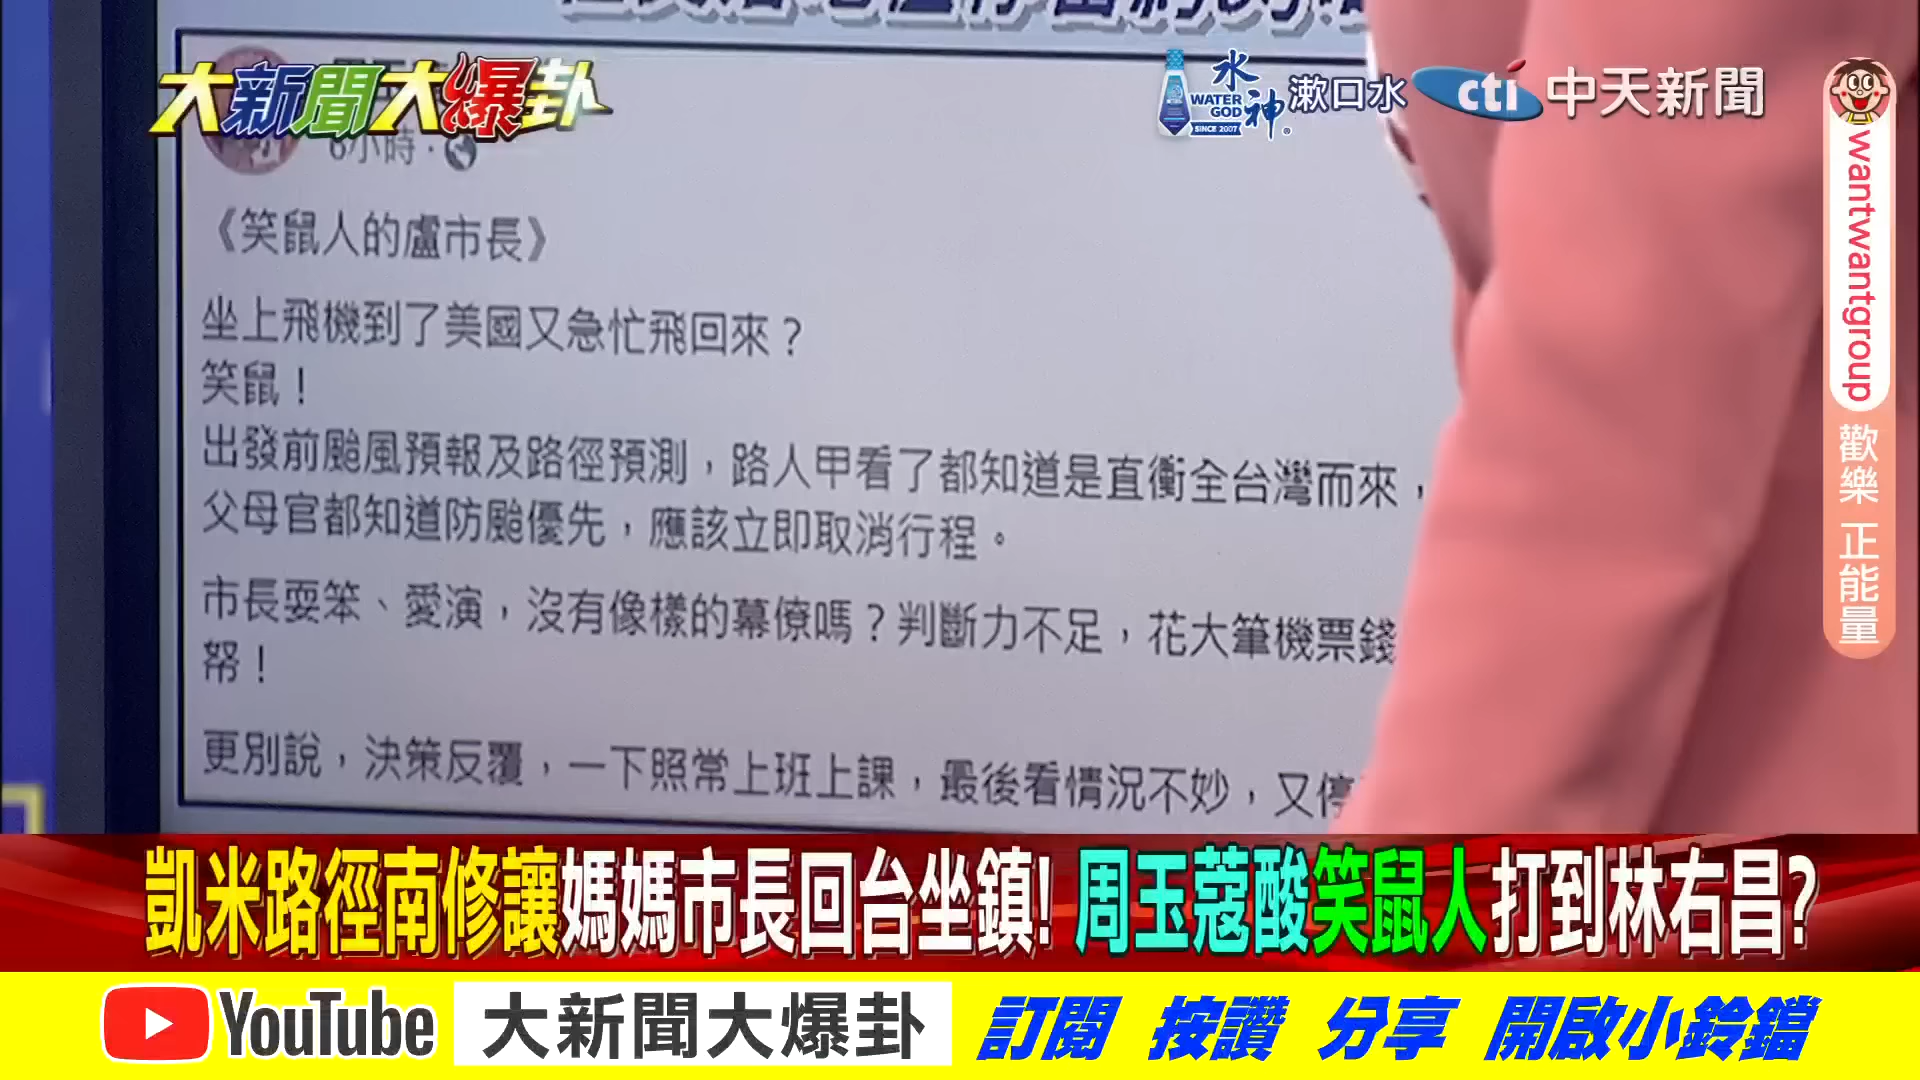 大新聞大爆卦
水神
WATER GOD
SINCE 2007
漱口水
cti 中天新聞
wantwantgroup 歡樂 正能量
6小時
《笑鼠人的盧市長》
坐上飛機到了美國又急忙飛回來？
笑鼠！
出發前颱風預報及路徑預測，路人甲看了都知道是直衝全台灣而來，
父母官都知道防颱優先，應該立即取消行程。
市長耍笨、愛演，沒有像樣的幕僚嗎？判斷力不足，花大筆機票錢
帑！
更別說，決策反覆，一下照常上班上課，最後看情況不妙，又停
凱米路徑南修讓媽媽市長回台坐鎮! 周玉蔻酸笑鼠人打到林右昌?
YouTube 大新聞大爆卦 訂閱 按讚 分享 開啟小鈴鐺